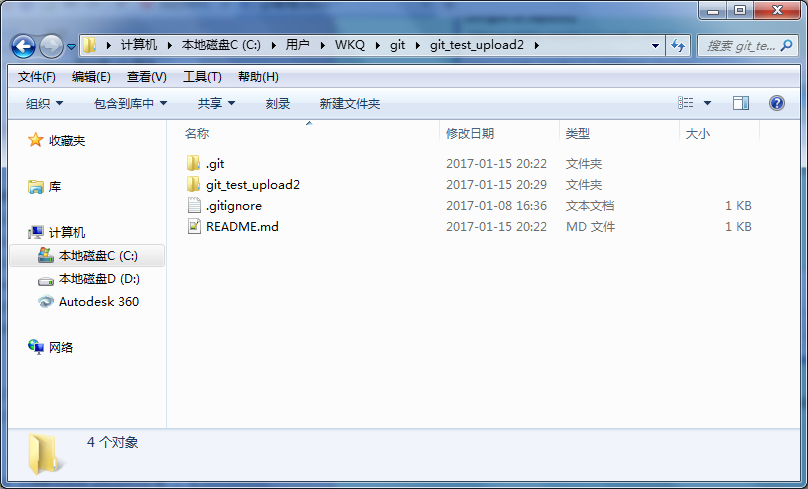 计算机 本地磁盘C (C:) 用户 WKQ git git_test_upload2
搜索 git_te...
文件(F) 编辑(E) 查看(V) 工具(T) 帮助(H)
组织 包含到库中 共享 刻录 新建文件夹
名称 修改日期 类型 大小
收藏夹
库
计算机
本地磁盘C (C:)
本地磁盘D (D:)
Autodesk 360
网络
.git 2017-01-15 20:22 文件夹
git_test_upload2 2017-01-15 20:29 文件夹
.gitignore 2017-01-08 16:36 文本文档 1 KB
README.md 2017-01-15 20:22 MD 文件 1 KB
4 个对象